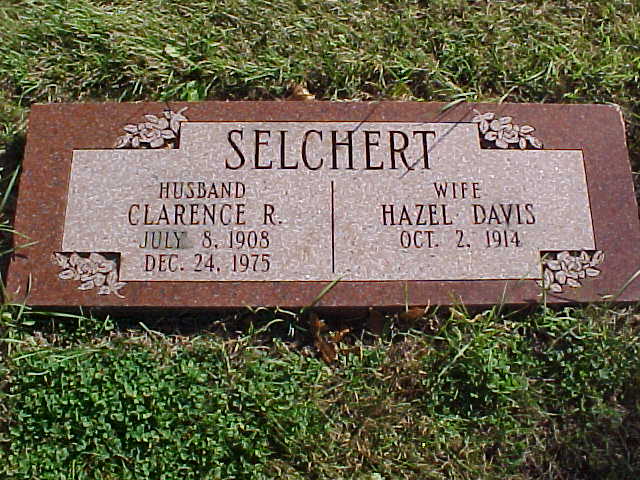 SELCHERT
HUSBAND
CLARENCE R.
JULY 8, 1908
DEC. 24, 1975
WIFE
HAZEL DAVIS
OCT. 2, 1914